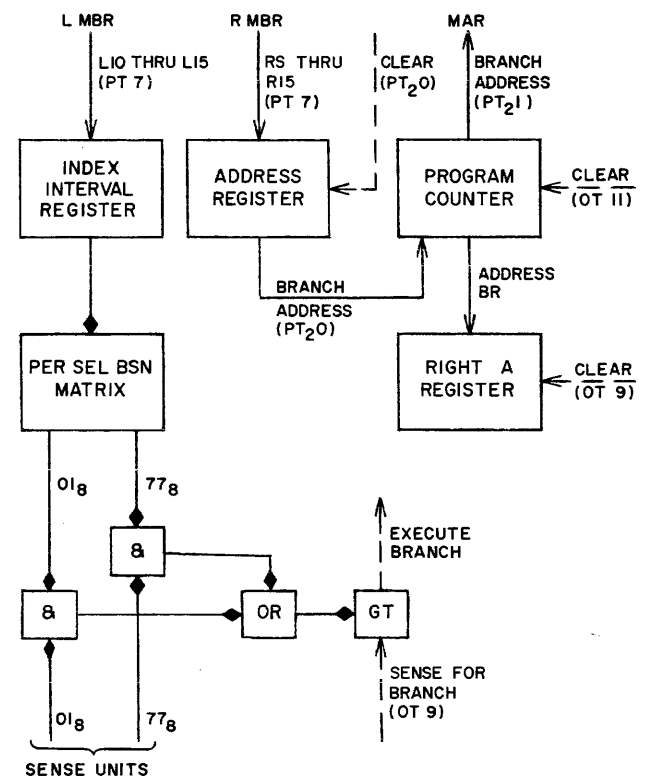 L MBR
R MBR
MAR
L10 THRU L15
(PT 7)
RS THRU
R15
(PT 7)
CLEAR
(PT₂0)
BRANCH
ADDRESS
(PT₂1)
INDEX
INTERVAL
REGISTER
ADDRESS
REGISTER
PROGRAM
COUNTER
CLEAR
(OT 11)
BRANCH
ADDRESS
(PT₂0)
ADDRESS
BR
PER SEL BSN
MATRIX
RIGHT A
REGISTER
CLEAR
(OT 9)
01₈
77₈
&
EXECUTE
BRANCH
&
OR
GT
SENSE FOR
BRANCH
(OT 9)
01₈
77₈
SENSE UNITS